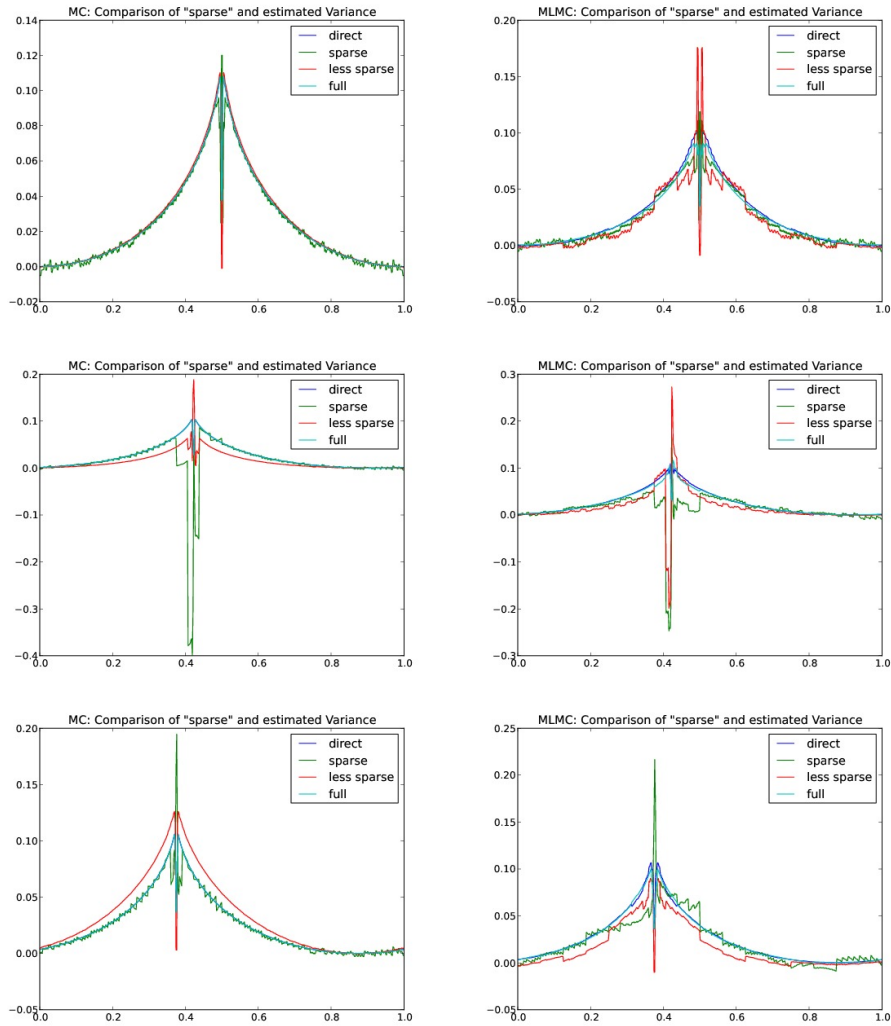 MC: Comparison of "sparse" and estimated Variance
0.14
0.12
0.10
0.08
0.06
0.04
0.02
0.00
−0.02
0.0 0.2 0.4 0.6 0.8 1.0
direct
sparse
less sparse
full
MLMC: Comparison of "sparse" and estimated Variance
0.20
0.15
0.10
0.05
0.00
−0.05
0.0 0.2 0.4 0.6 0.8 1.0
direct
sparse
less sparse
full
MC: Comparison of "sparse" and estimated Variance
0.2
0.1
0.0
−0.1
−0.2
−0.3
−0.4
0.0 0.2 0.4 0.6 0.8 1.0
direct
sparse
less sparse
full
MLMC: Comparison of "sparse" and estimated Variance
0.3
0.2
0.1
0.0
−0.1
−0.2
−0.3
0.0 0.2 0.4 0.6 0.8 1.0
direct
sparse
less sparse
full
MC: Comparison of "sparse" and estimated Variance
0.20
0.15
0.10
0.05
0.00
−0.05
0.0 0.2 0.4 0.6 0.8 1.0
direct
sparse
less sparse
full
MLMC: Comparison of "sparse" and estimated Variance
0.25
0.20
0.15
0.10
0.05
0.00
−0.05
0.0 0.2 0.4 0.6 0.8 1.0
direct
sparse
less sparse
full